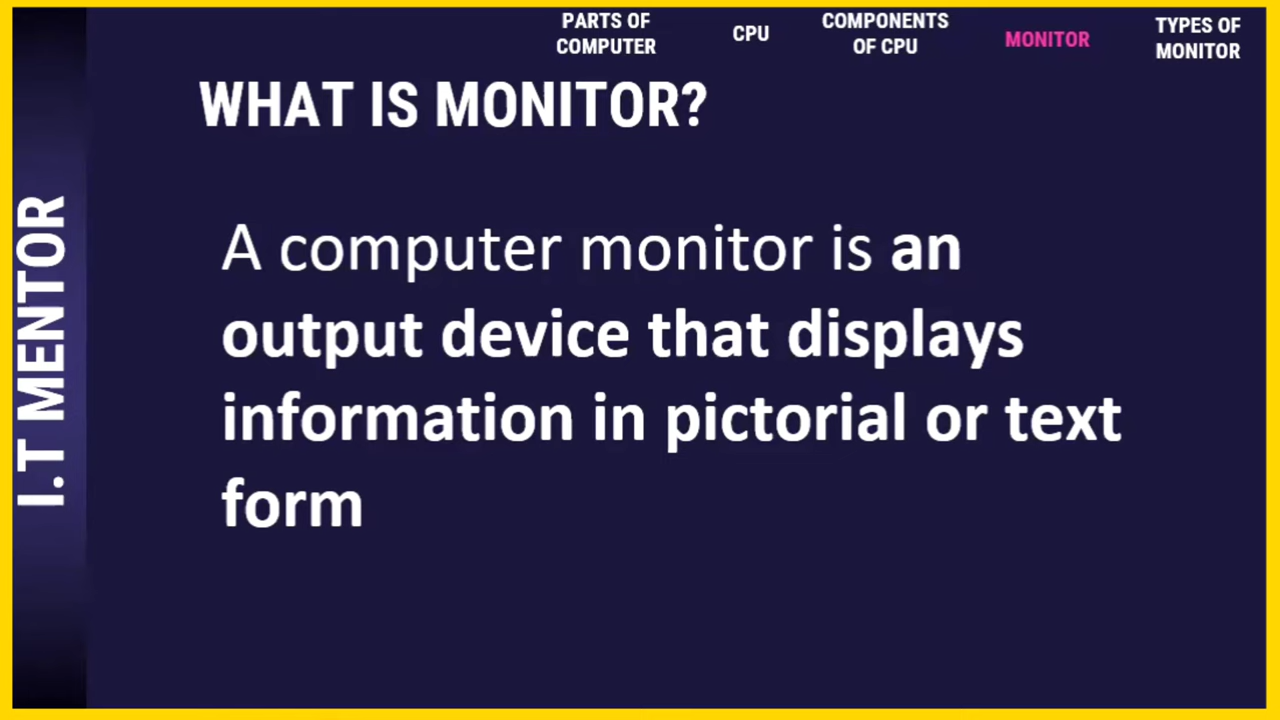 PARTS OF
COMPUTER
CPU
COMPONENTS
OF CPU
MONITOR
TYPES OF
MONITOR
WHAT IS MONITOR?
A computer monitor is an
output device that displays
information in pictorial or text
form
I.T MENTOR